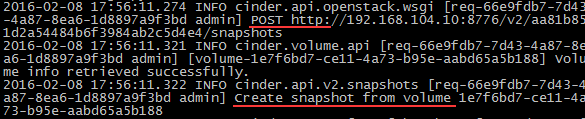 2016-02-08 17:56:11.274 INFO cinder.api.openstack.wsgi [req-66e9fdb7-7d43
-4a87-8ea6-1d8897a9f3bd admin] POST http://192.168.104.10:8776/v2/aa81b85
1d2a54484b6f3984ab2c5d4e4/snapshots
2016-02-08 17:56:11.321 INFO cinder.volume.api [req-66e9fdb7-7d43-4a87-8e
a6-1d8897a9f3bd admin] [volume-1e7f6bd7-ce11-4a73-b95e-aabd65a5b188] Volu
me info retrieved successfully.
2016-02-08 17:56:11.322 INFO cinder.api.v2.snapshots [req-66e9fdb7-7d43-4
a87-8ea6-1d8897a9f3bd admin] Create snapshot from volume 1e7f6bd7-ce11-4a
73-b95e-aabd65a5b188